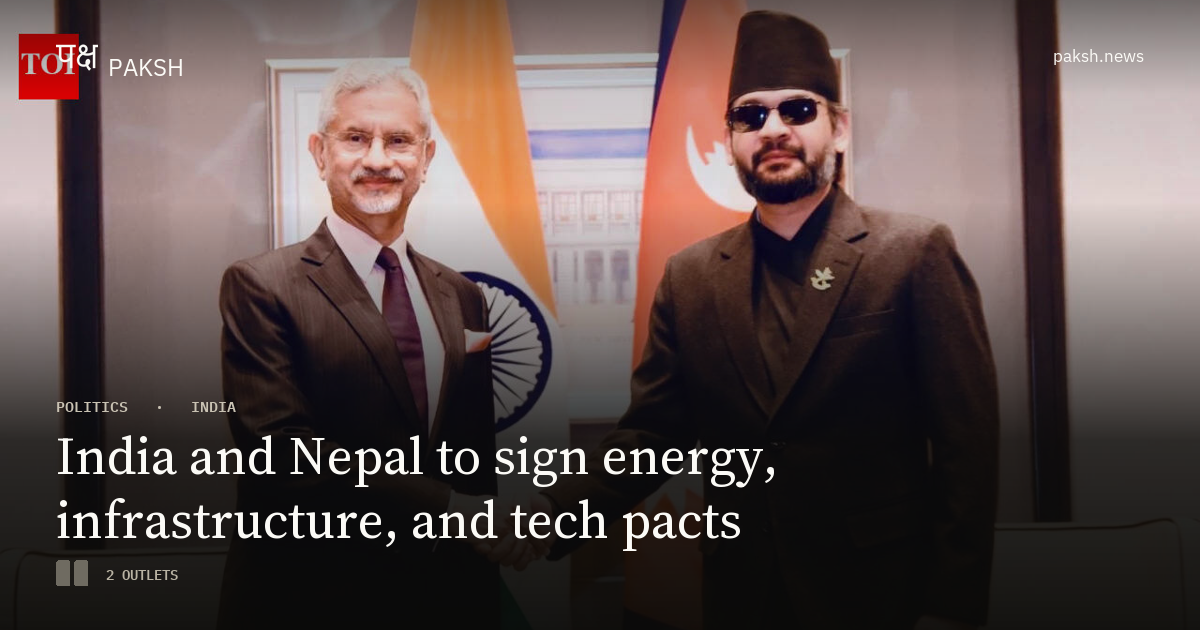 TOI
पक्ष PAKSH
paksh.news
POLITICS · INDIA
India and Nepal to sign energy,
infrastructure, and tech pacts
2 OUTLETS